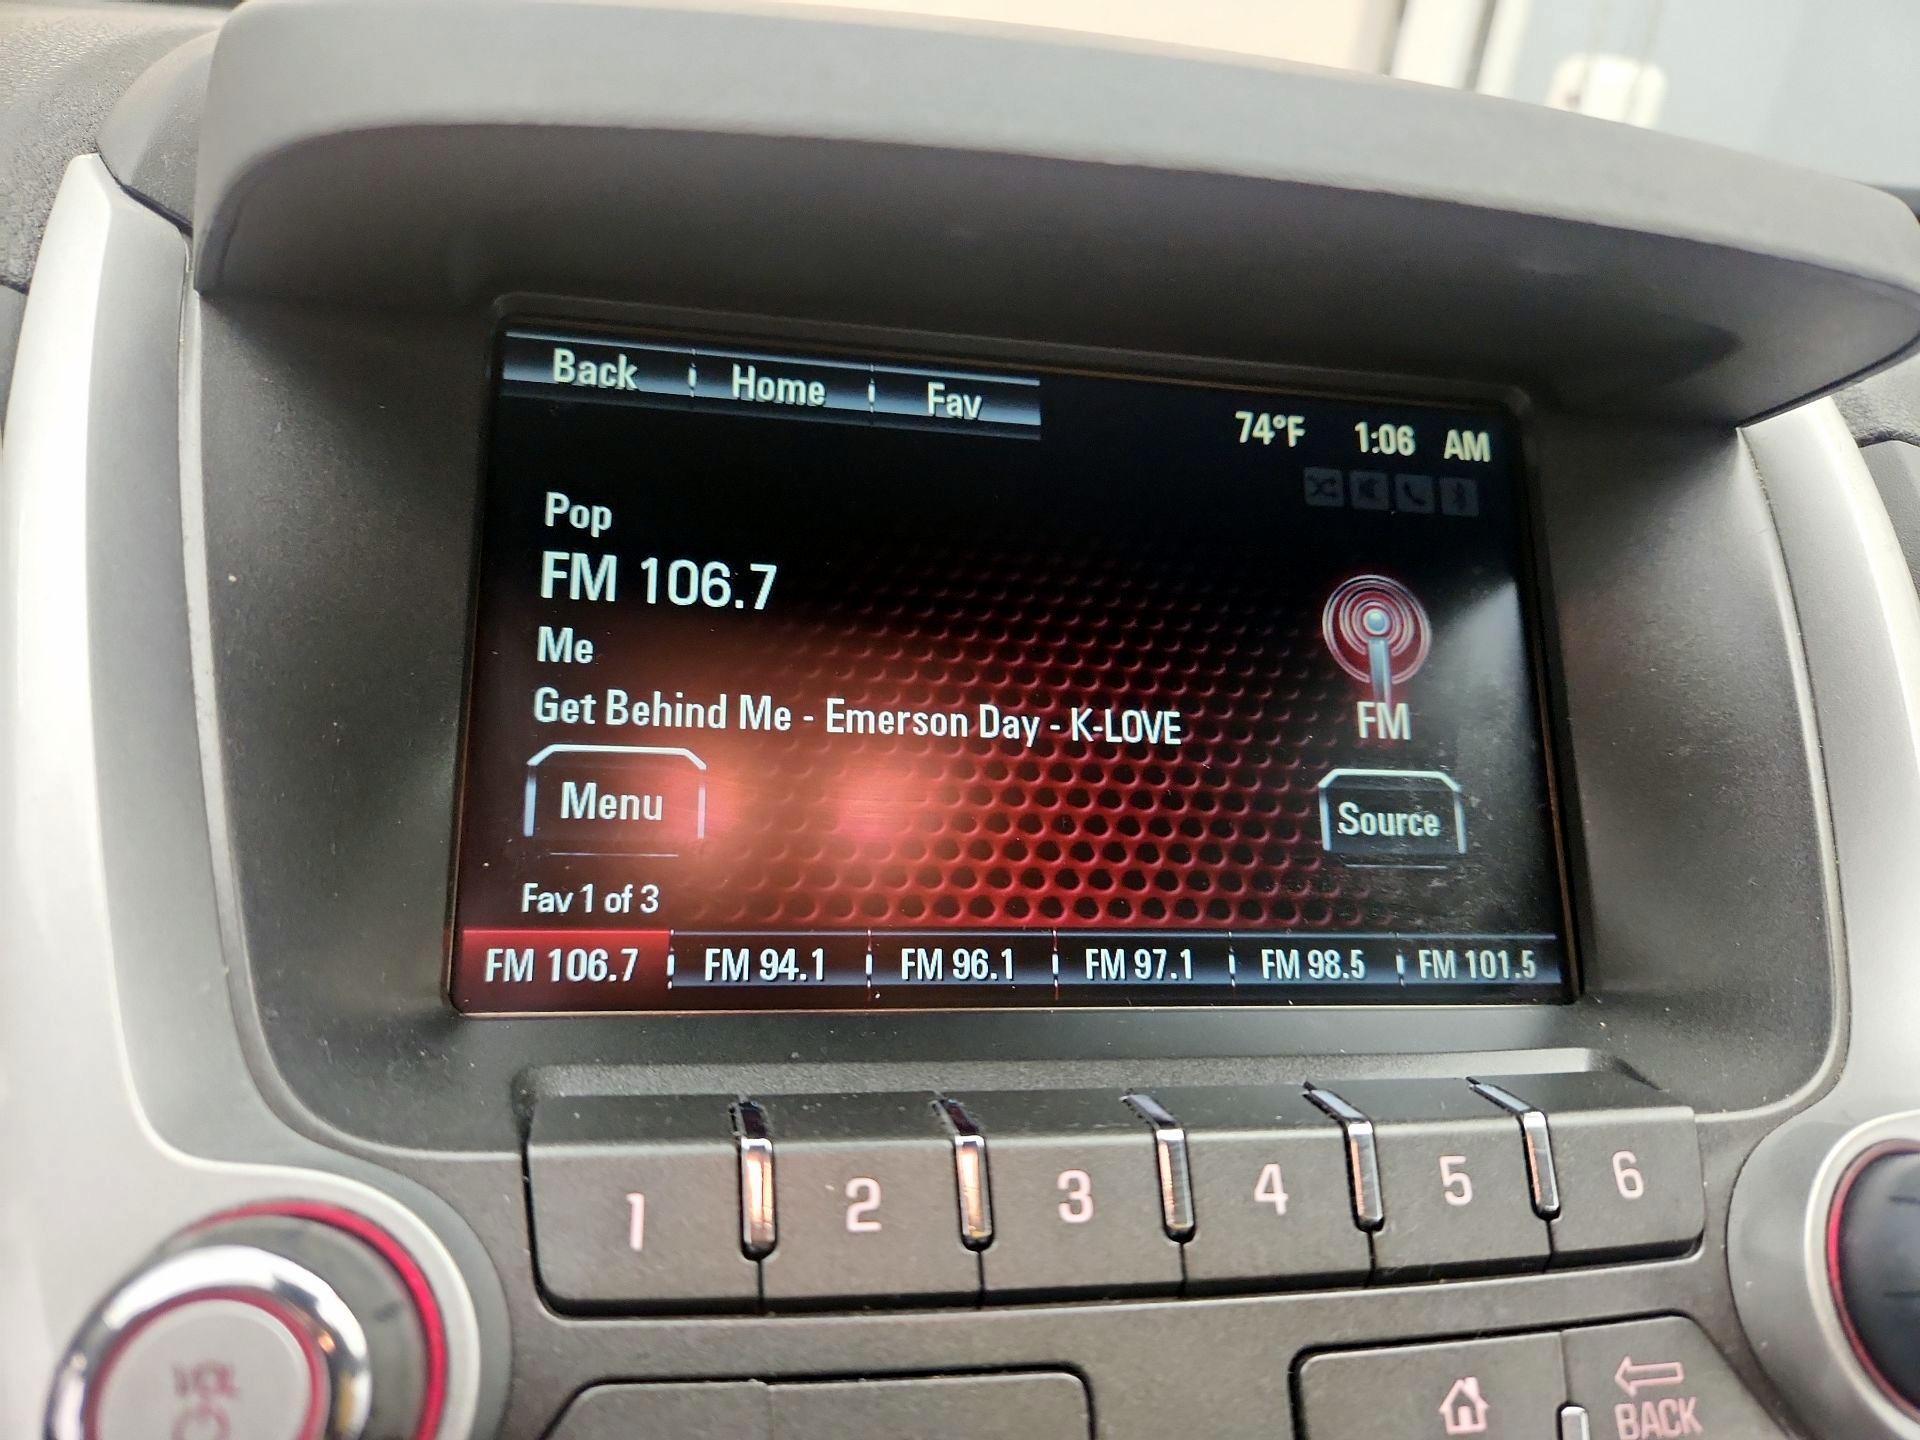 Back Home Fav
74°F 1:06 AM
Pop
FM 106.7
Me
Get Behind Me - Emerson Day - K-LOVE
FM
Menu
Source
Fav 1 of 3
FM 106.7 FM 94.1 FM 96.1 FM 97.1 FM 98.5 FM 101.5
1 2 3 4 5 6
VOL
BACK